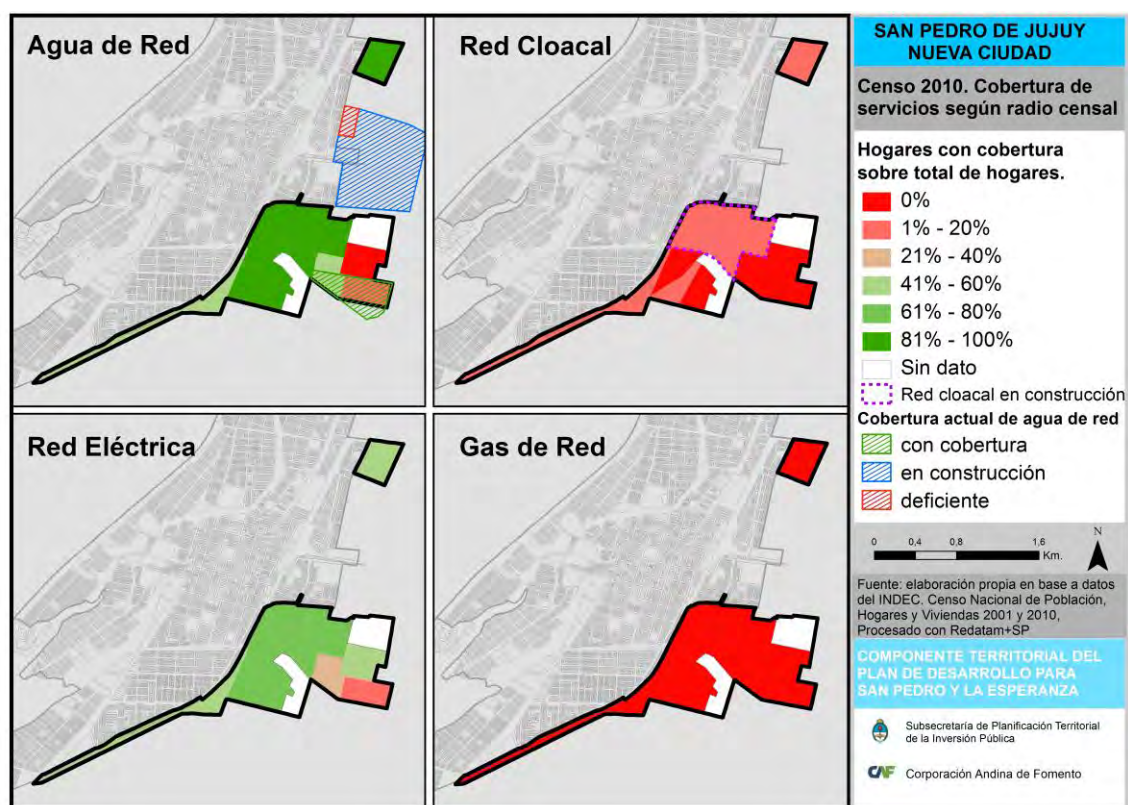 Agua de Red
Red Cloacal
Red Eléctrica
Gas de Red
SAN PEDRO DE JUJUY
NUEVA CIUDAD
Censo 2010. Cobertura de
servicios según radio censal
Hogares con cobertura
sobre total de hogares.
0%
1% - 20%
21% - 40%
41% - 60%
61% - 80%
81% - 100%
Sin dato
Red cloacal en construcción
Cobertura actual de agua de red
con cobertura
en construcción
deficiente
0 0,4 0,8 1,6
Km.
N
Fuente: elaboración propia en base a datos
del INDEC. Censo Nacional de Población,
Hogares y Viviendas 2001 y 2010,
Procesado con Redatam+SP
COMPONENTE TERRITORIAL DEL
PLAN DE DESARROLLO PARA
SAN PEDRO Y LA ESPERANZA
Subsecretaría de Planificación Territorial
de la Inversión Pública
CAF Corporación Andina de Fomento